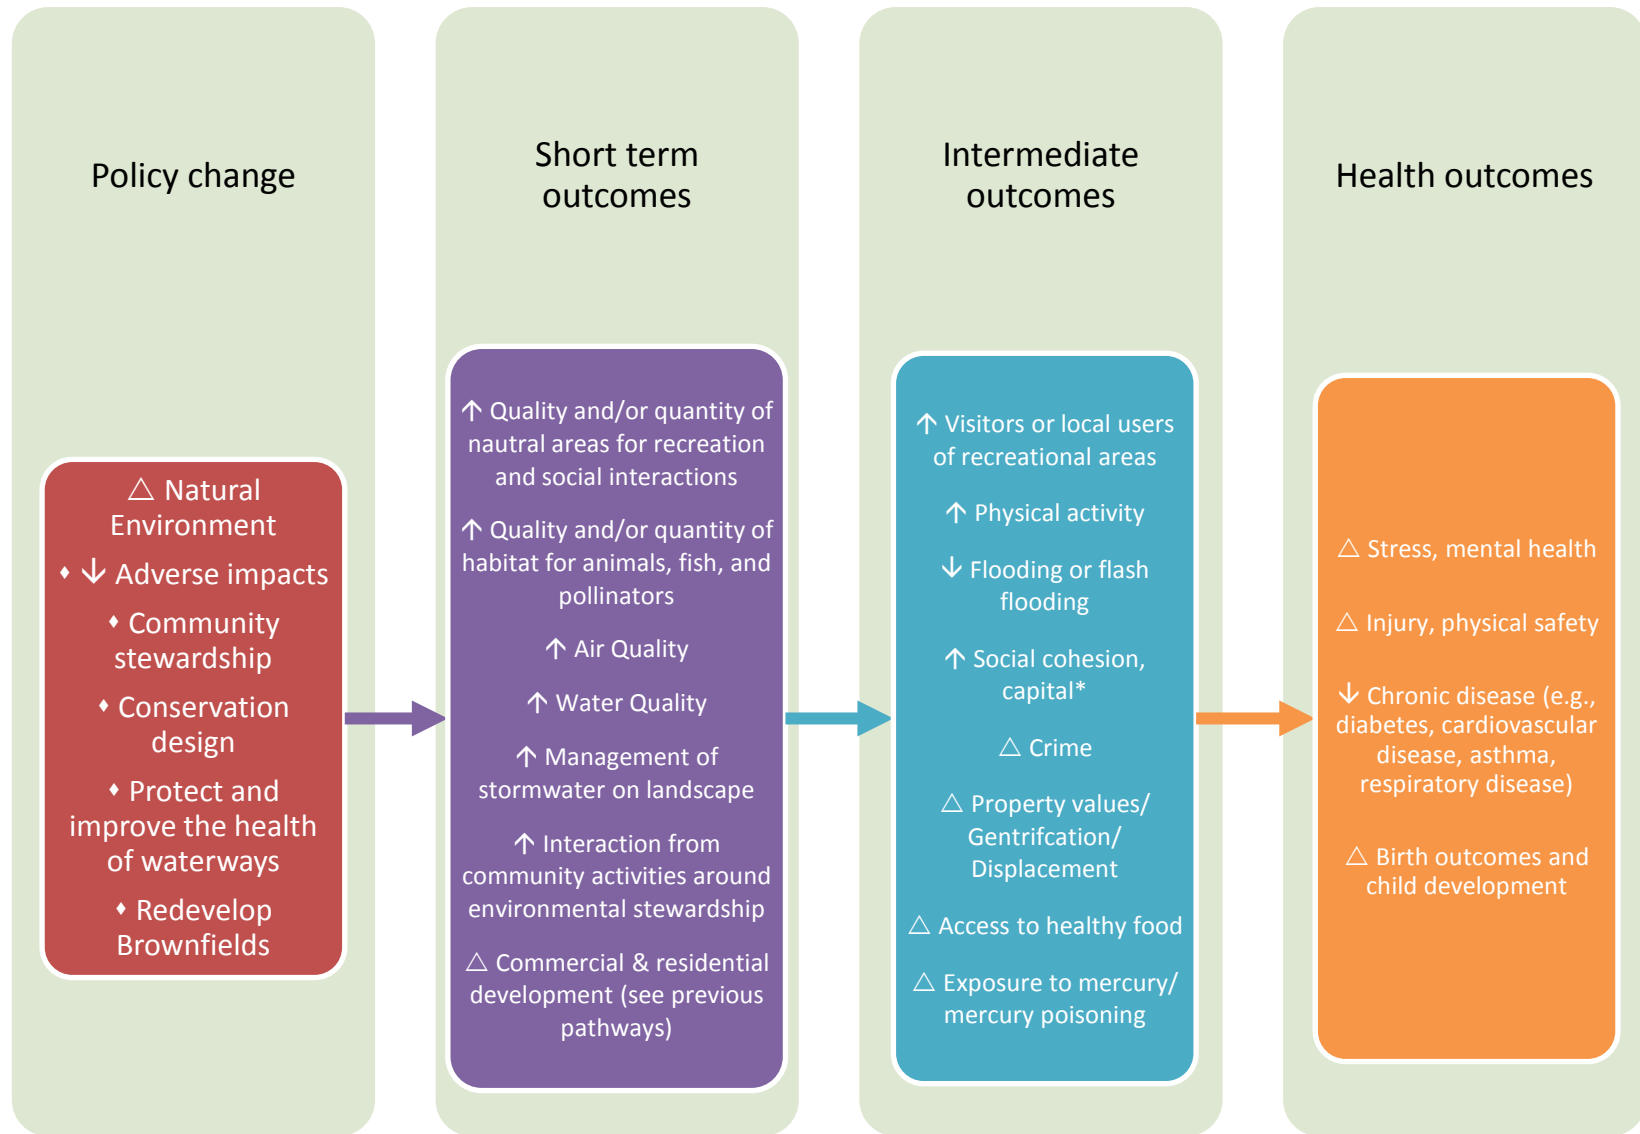 Policy change
△ Natural
Environment
♦ ↓ Adverse impacts
♦ Community
stewardship
♦ Conservation
design
♦ Protect and
improve the health
of waterways
♦ Redevelop
Brownfields
Short term
outcomes
↑ Quality and/or quantity of
nautral areas for recreation
and social interactions
↑ Quality and/or quantity of
habitat for animals, fish, and
pollinators
↑ Air Quality
↑ Water Quality
↑ Management of
stormwater on landscape
↑ Interaction from
community activities around
environmental stewardship
△ Commercial & residential
development (see previous
pathways)
Intermediate
outcomes
↑ Visitors or local users
of recreational areas
↑ Physical activity
↓ Flooding or flash
flooding
↑ Social cohesion,
capital*
△ Crime
△ Property values/
Gentrifcation/
Displacement
△ Access to healthy food
△ Exposure to mercury/
mercury poisoning
Health outcomes
△ Stress, mental health
△ Injury, physical safety
↓ Chronic disease (e.g.,
diabetes, cardiovascular
disease, asthma,
respiratory disease)
△ Birth outcomes and
child development